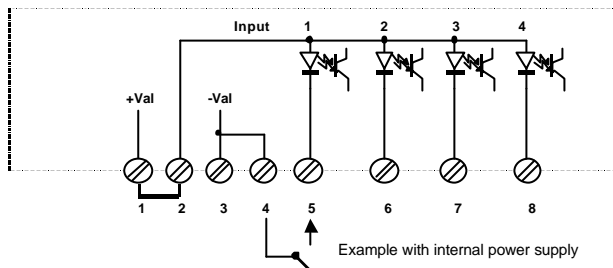 Input 1 2 3 4
+Val -Val
1 2 3 4 5 6 7 8
Example with internal power supply